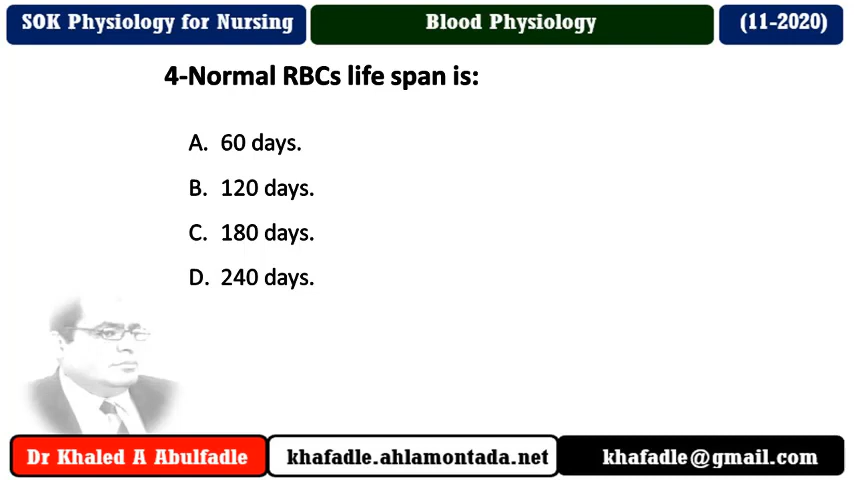 SOK Physiology for Nursing
Blood Physiology
(11-2020)
4-Normal RBCs life span is:
A. 60 days.
B. 120 days.
C. 180 days.
D. 240 days.
Dr Khaled A Abulfadle
khafadle.ahlamontada.net
khafadle@gmail.com